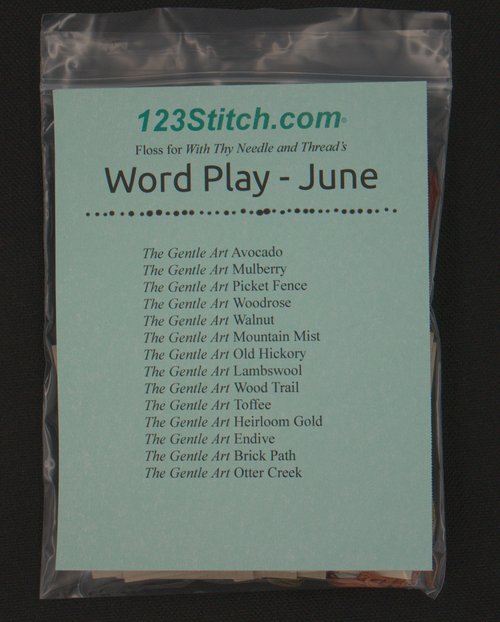 123Stitch.com
Floss for With Thy Needle and Thread's
Word Play - June
The Gentle Art Avocado
The Gentle Art Mulberry
The Gentle Art Picket Fence
The Gentle Art Woodrose
The Gentle Art Walnut
The Gentle Art Mountain Mist
The Gentle Art Old Hickory
The Gentle Art Lambswool
The Gentle Art Wood Trail
The Gentle Art Toffee
The Gentle Art Heirloom Gold
The Gentle Art Endive
The Gentle Art Brick Path
The Gentle Art Otter Creek